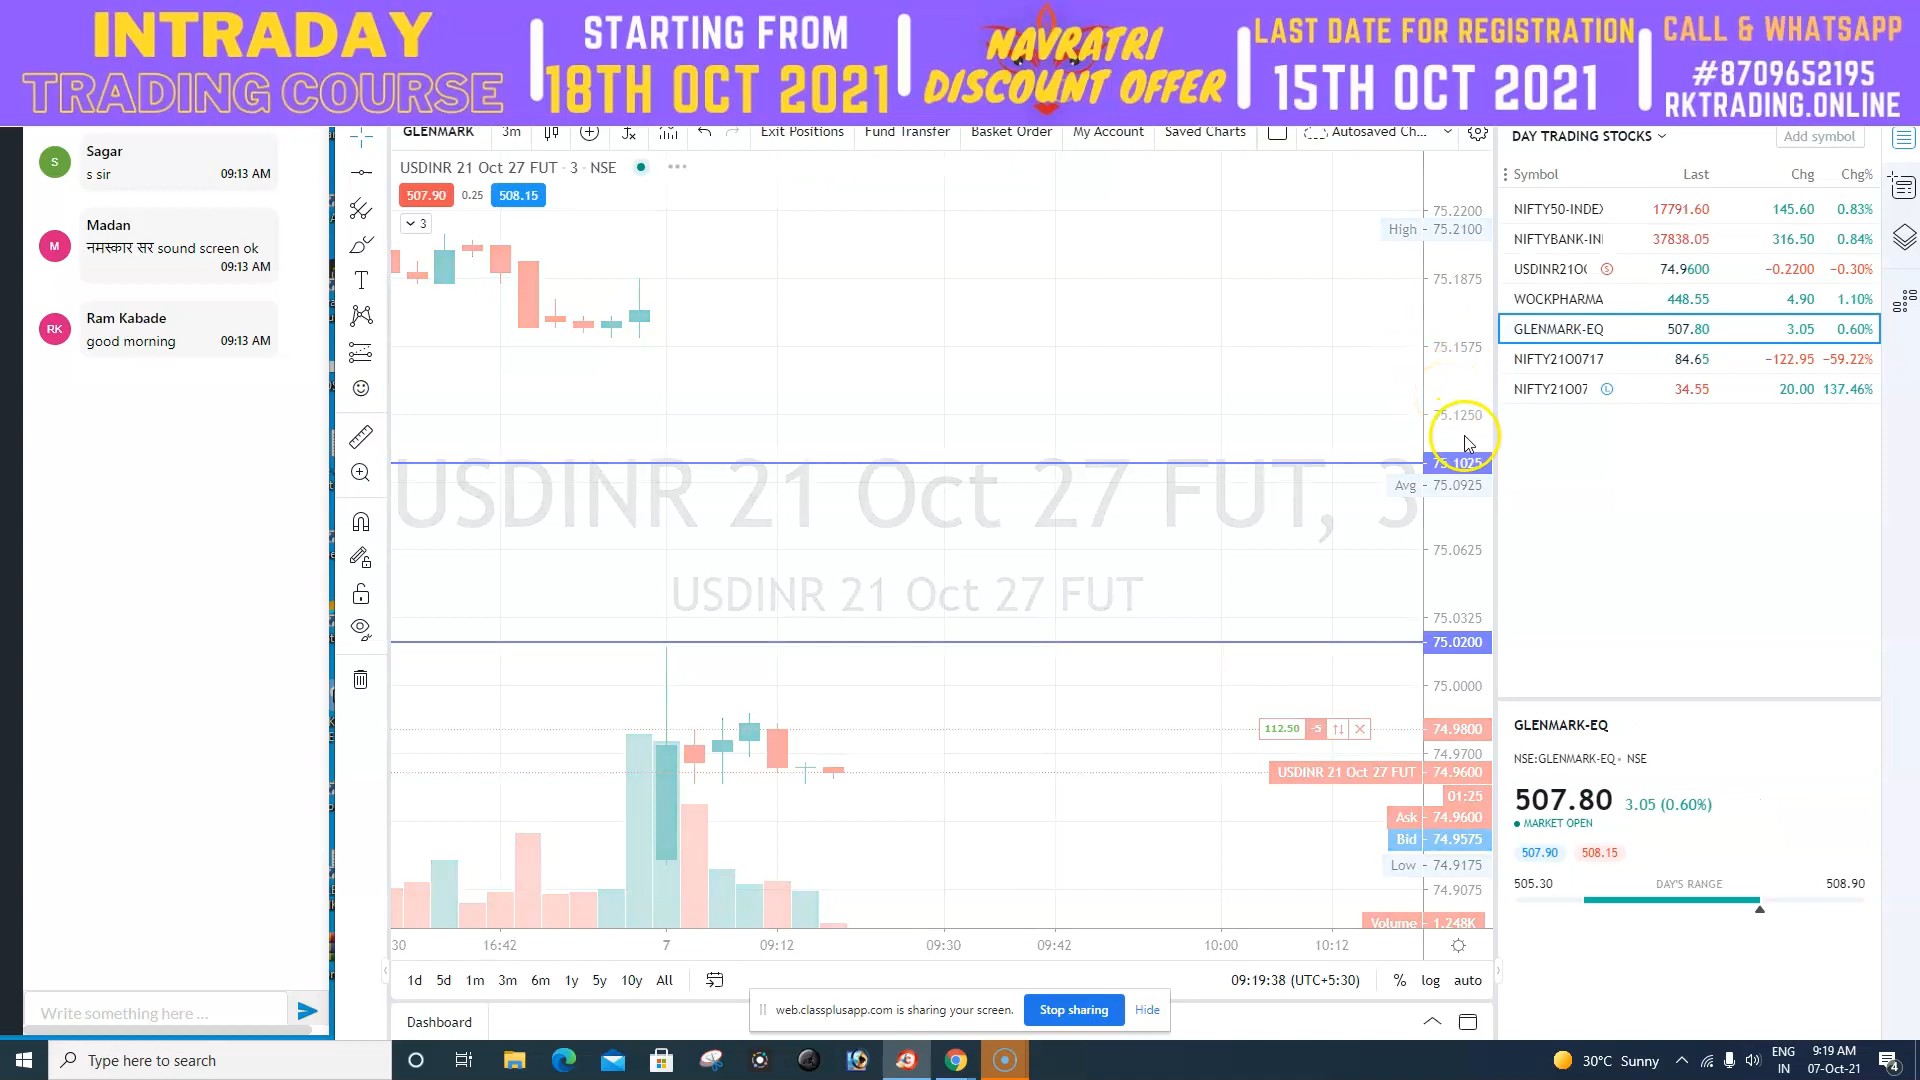 INTRADAY
TRADING COURSE
STARTING FROM
18TH OCT 2021
NAVRATRI
DISCOUNT OFFER
LAST DATE FOR REGISTRATION
15TH OCT 2021
CALL & WHATSAPP
#8709652195
RKTRADING.ONLINE
S
Sagar
s sir 09:13 AM
M
Madan
नमस्कार सर sound screen ok
09:13 AM
RK
Ram Kabade
good morning 09:13 AM
Write something here ...
GLENMARK 3m Exit Positions Fund Transfer Basket Order My Account Saved Charts Autosaved Ch...
USDINR 21 Oct 27 FUT · 3 · NSE
507.90 0.25 508.15
3
75.2200
High - 75.2100
75.1875
75.1575
75.1250
75.1025
Avg - 75.0925
75.0625
75.0325
75.0200
75.0000
112.50 -5 74.9800
74.9700
USDINR 21 Oct 27 FUT 74.9600
01:25
Ask 74.9600
Bid 74.9575
Low - 74.9175
74.9075
Volume 1.248K
USDINR 21 Oct 27 FUT, 3
USDINR 21 Oct 27 FUT
30 16:42 7 09:12 09:30 09:42 10:00 10:12
1d 5d 1m 3m 6m 1y 5y 10y All 09:19:38 (UTC+5:30) % log auto
web.classplusapp.com is sharing your screen. Stop sharing Hide
Dashboard
DAY TRADING STOCKS Add symbol
Symbol Last Chg Chg%
NIFTY50-INDEX 17791.60 145.60 0.83%
NIFTYBANK-IN 37838.05 316.50 0.84%
USDINR21O S 74.9600 −0.2200 −0.30%
WOCKPHARMA 448.55 4.90 1.10%
GLENMARK-EQ 507.80 3.05 0.60%
NIFTY21O0717 84.65 −122.95 −59.22%
NIFTY21O07 L 34.55 20.00 137.46%
GLENMARK-EQ
NSE:GLENMARK-EQ • NSE
507.80 3.05 (0.60%)
MARKET OPEN
507.90 508.15
505.30 DAY'S RANGE 508.90
Type here to search
30°C Sunny
ENG
IN
9:19 AM
07-Oct-21
4